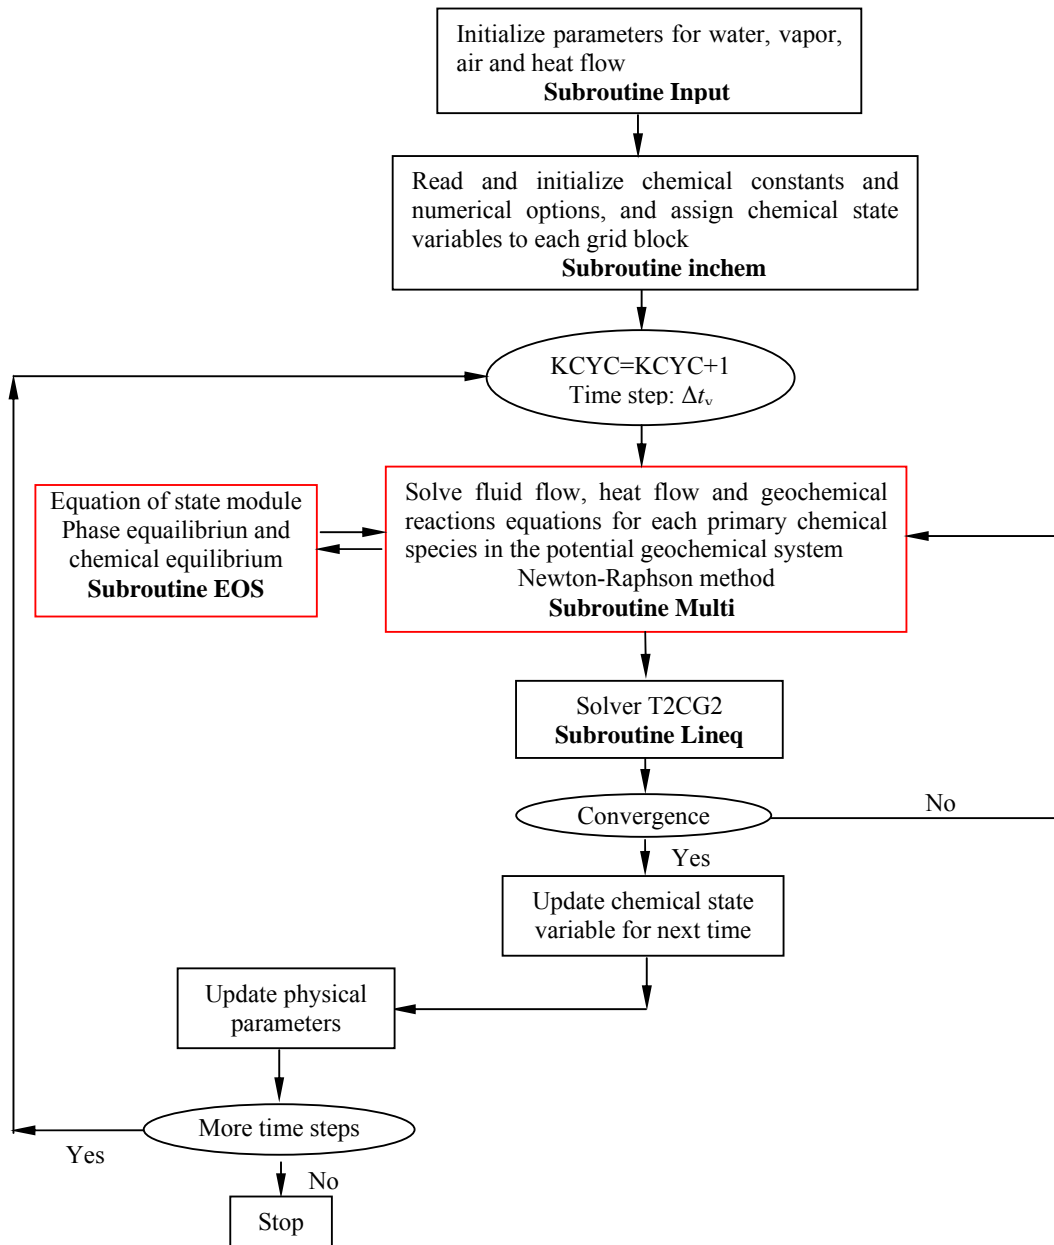 Initialize parameters for water, vapor,
air and heat flow
Subroutine Input
Read and initialize chemical constants and
numerical options, and assign chemical state
variables to each grid block
Subroutine inchem
KCYC=KCYC+1
Time step: Δtᵥ
Equation of state module
Phase equailibriun and
chemical equilibrium
Subroutine EOS
Solve fluid flow, heat flow and geochemical
reactions equations for each primary chemical
species in the potential geochemical system
Newton-Raphson method
Subroutine Multi
Solver T2CG2
Subroutine Lineq
Convergence
No
Yes
Update chemical state
variable for next time
Update physical
parameters
More time steps
Yes
No
Stop